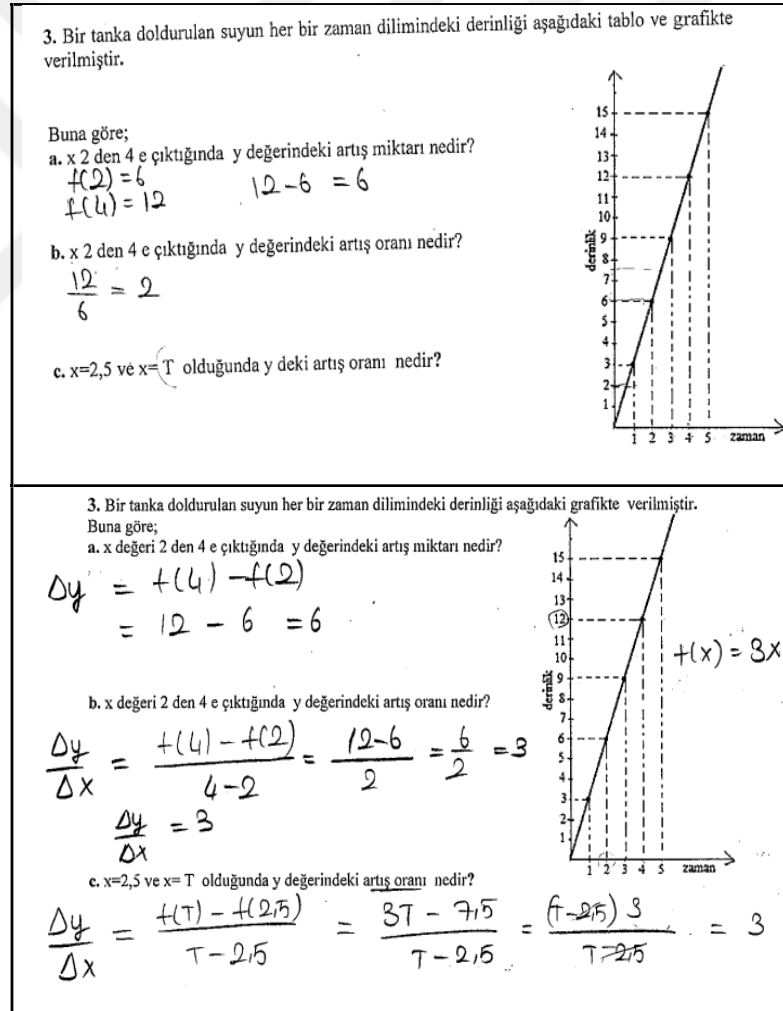 3. Bir tanka doldurulan suyun her bir zaman dilimindeki derinliği aşağıdaki tablo ve grafikte
verilmiştir.
Buna göre;
a. x 2 den 4 e çıktığında y değerindeki artış miktarı nedir?
f(2) = 6
f(4) = 12
12-6 = 6
b. x 2 den 4 e çıktığında y değerindeki artış oranı nedir?
12/6 = 2
c. x=2,5 ve x= T olduğunda y deki artış oranı nedir?
15
14
13
12
11
10
9
8
7
6
5
4
3
2
1
derinlik
1 2 3 4 5 zaman
3. Bir tanka doldurulan suyun her bir zaman dilimindeki derinliği aşağıdaki grafikte verilmiştir.
Buna göre;
a. x değeri 2 den 4 e çıktığında y değerindeki artış miktarı nedir?
Δy = f(4) - f(2)
= 12 - 6 = 6
b. x değeri 2 den 4 e çıktığında y değerindeki artış oranı nedir?
Δy/Δx = f(4) - f(2)/4-2 = 12-6/2 = 6/2 = 3
Δy/Δx = 3
c. x=2,5 ve x= T olduğunda y değerindeki artış oranı nedir?
Δy/Δx = f(T) - f(2,5)/T-2,5 = 3T - 7,5/T-2,5 = (T-2,5) 3/T-2,5 = 3
15
14
13
12
11
10
9
8
7
6
5
4
3
2
1
derinlik
f(x) = 3x
1 2 3 4 5 zaman